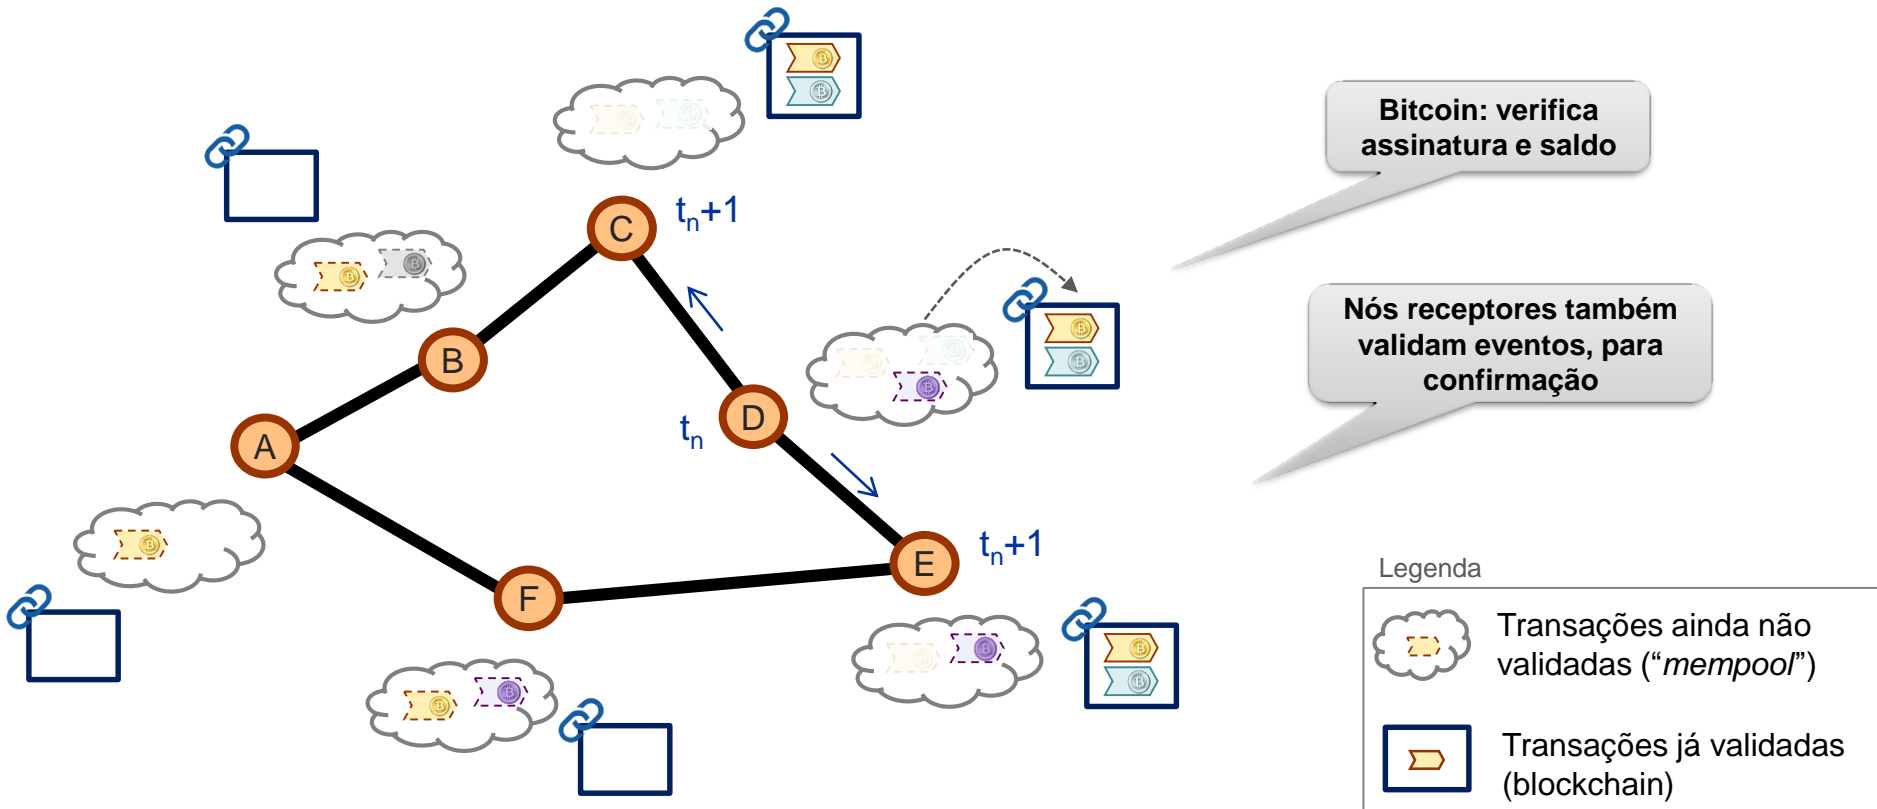 Bitcoin: verifica
assinatura e saldo
C
tn+1
Nós receptores também
validam eventos, para
confirmação
B
D
tn
A
E
tn+1
F
Legenda
Transações ainda não
validadas (“mempool”)
Transações já validadas
(blockchain)